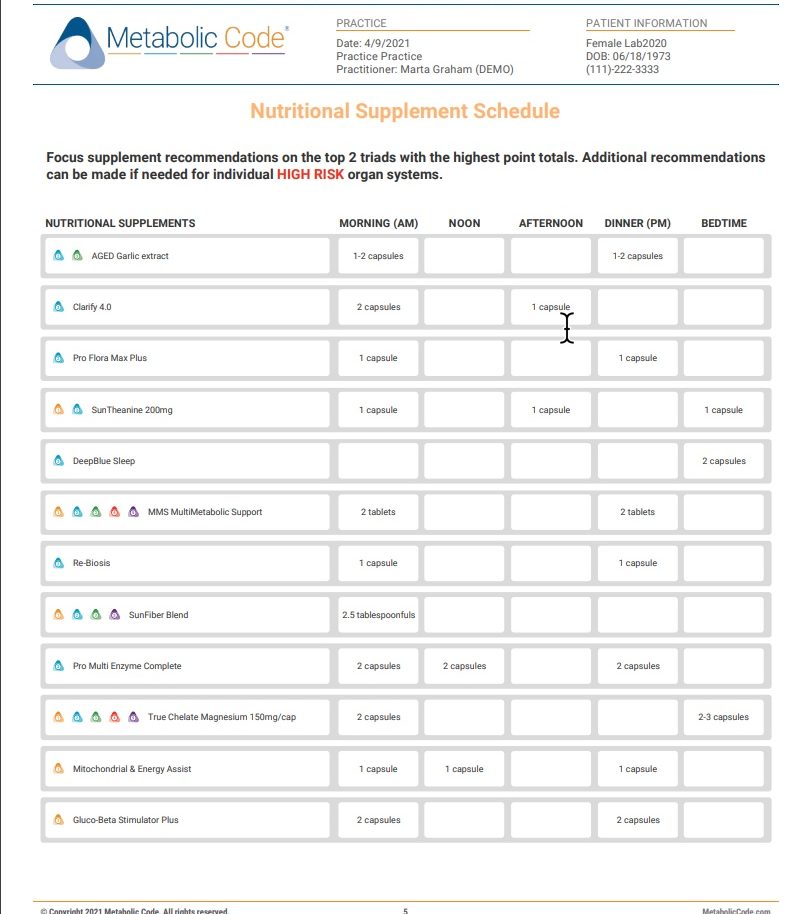 Metabolic Code®
PRACTICE
Date: 4/9/2021
Practice Practice
Practitioner: Marta Graham (DEMO)
PATIENT INFORMATION
Female Lab2020
DOB: 06/18/1973
(111)-222-3333
Nutritional Supplement Schedule
Focus supplement recommendations on the top 2 triads with the highest point totals. Additional recommendations
can be made if needed for individual HIGH RISK organ systems.
NUTRITIONAL SUPPLEMENTS MORNING (AM) NOON AFTERNOON DINNER (PM) BEDTIME
AGED Garlic extract 1-2 capsules 1-2 capsules
Clarify 4.0 2 capsules 1 capsule
Pro Flora Max Plus 1 capsule 1 capsule
SunTheanine 200mg 1 capsule 1 capsule 1 capsule
DeepBlue Sleep 2 capsules
MMS MultiMetabolic Support 2 tablets 2 tablets
Re-Biosis 1 capsule 1 capsule
SunFiber Blend 2.5 tablespoonfuls
Pro Multi Enzyme Complete 2 capsules 2 capsules 2 capsules
True Chelate Magnesium 150mg/cap 2 capsules 2-3 capsules
Mitochondrial & Energy Assist 1 capsule 1 capsule 1 capsule
Gluco-Beta Stimulator Plus 2 capsules 2 capsules
© Copyright 2021 Metabolic Code. All rights reserved. 5 MetabolicCode.com